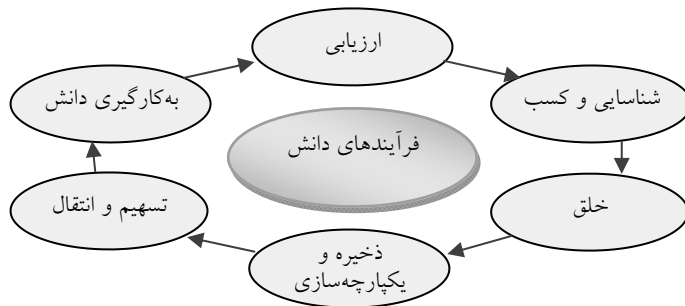 ارزیابی
شناسایی و کسب
به‌کارگیری دانش
فرآیندهای دانش
تسهیم و انتقال
خلق
ذخیره و
یکپارچه‌سازی